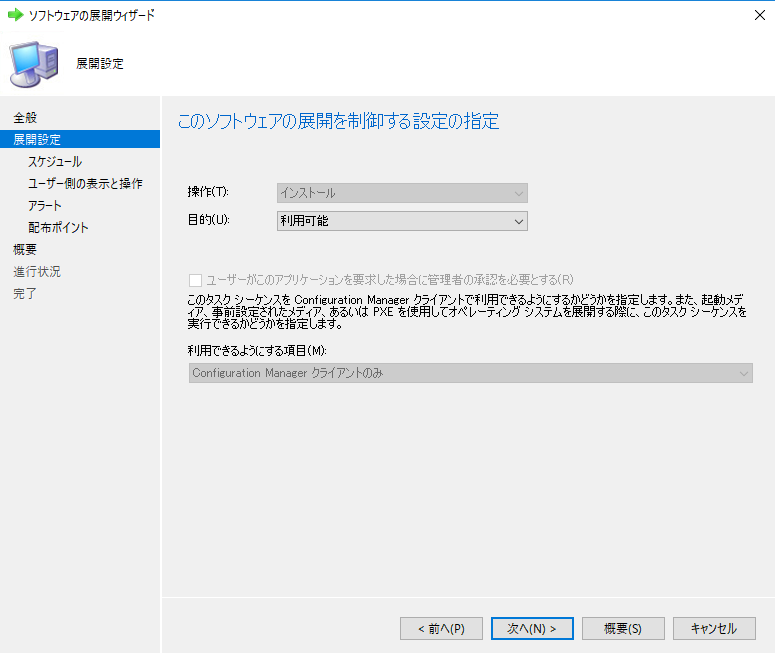 ソフトウェアの展開ウィザード
展開設定
全般
展開設定
スケジュール
ユーザー側の表示と操作
アラート
配布ポイント
概要
進行状況
完了
このソフトウェアの展開を制御する設定の指定
操作(T):
インストール
目的(U):
利用可能
ユーザーがこのアプリケーションを要求した場合に管理者の承認を必要とする(R)
このタスク シーケンスを Configuration Manager クライアントで利用できるようにするかどうかを指定します。また、起動メデ
ィア、事前設定されたメディア、あるいは PXE を使用してオペレーティング システムを展開する際に、このタスク シーケンスを
実行できるかどうかを指定します。
利用できるようにする項目(M):
Configuration Manager クライアントのみ
< 前へ(P)
次へ(N) >
概要(S)
キャンセル